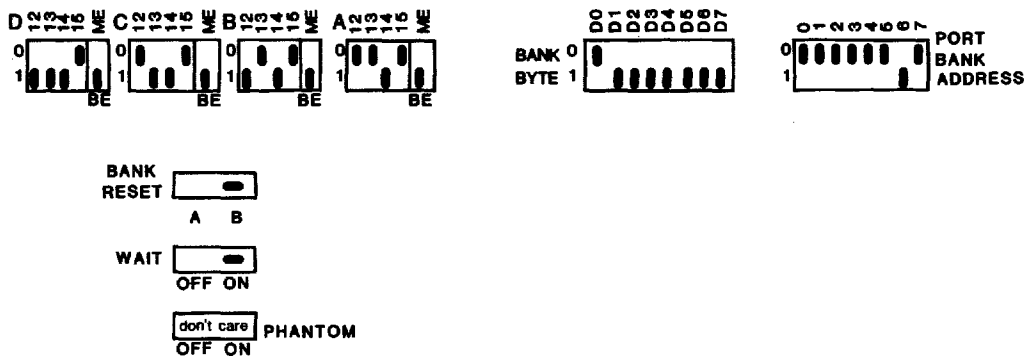 D 12 13 14 15 ME C 12 13 14 15 ME B 12 13 14 15 ME A 12 13 14 15 ME D0 D1 D2 D3 D4 D5 D6 D7 0 1 2 3 4 5 6 7 PORT
0 0 0 0 BANK 0 0 BANK
1 1 1 1 BYTE 1 1 ADDRESS
BE BE BE BE
BANK
RESET
A B
WAIT
OFF ON
don't care PHANTOM
OFF ON